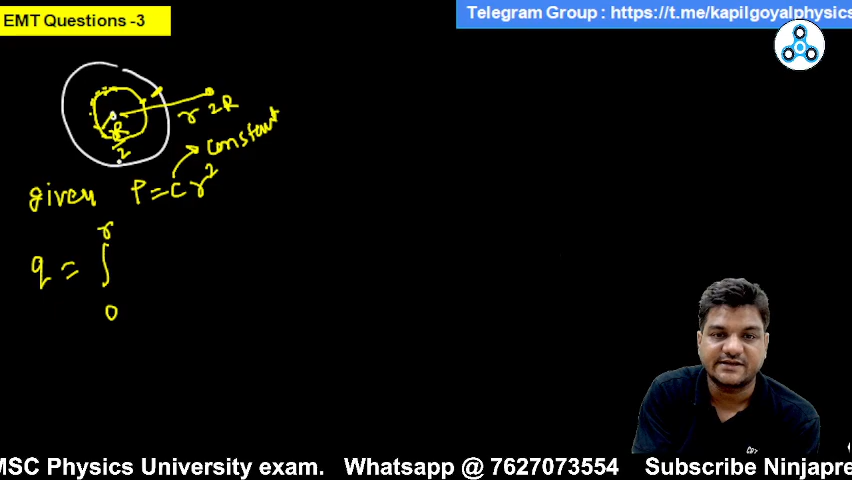 EMT Questions -3
Telegram Group : https://t.me/kapilgoyalphysics
r 2R
R
2
constant
given P = C r²
r
q = ∫
0
MSC Physics University exam. Whatsapp @ 7627073554 Subscribe Ninjapre